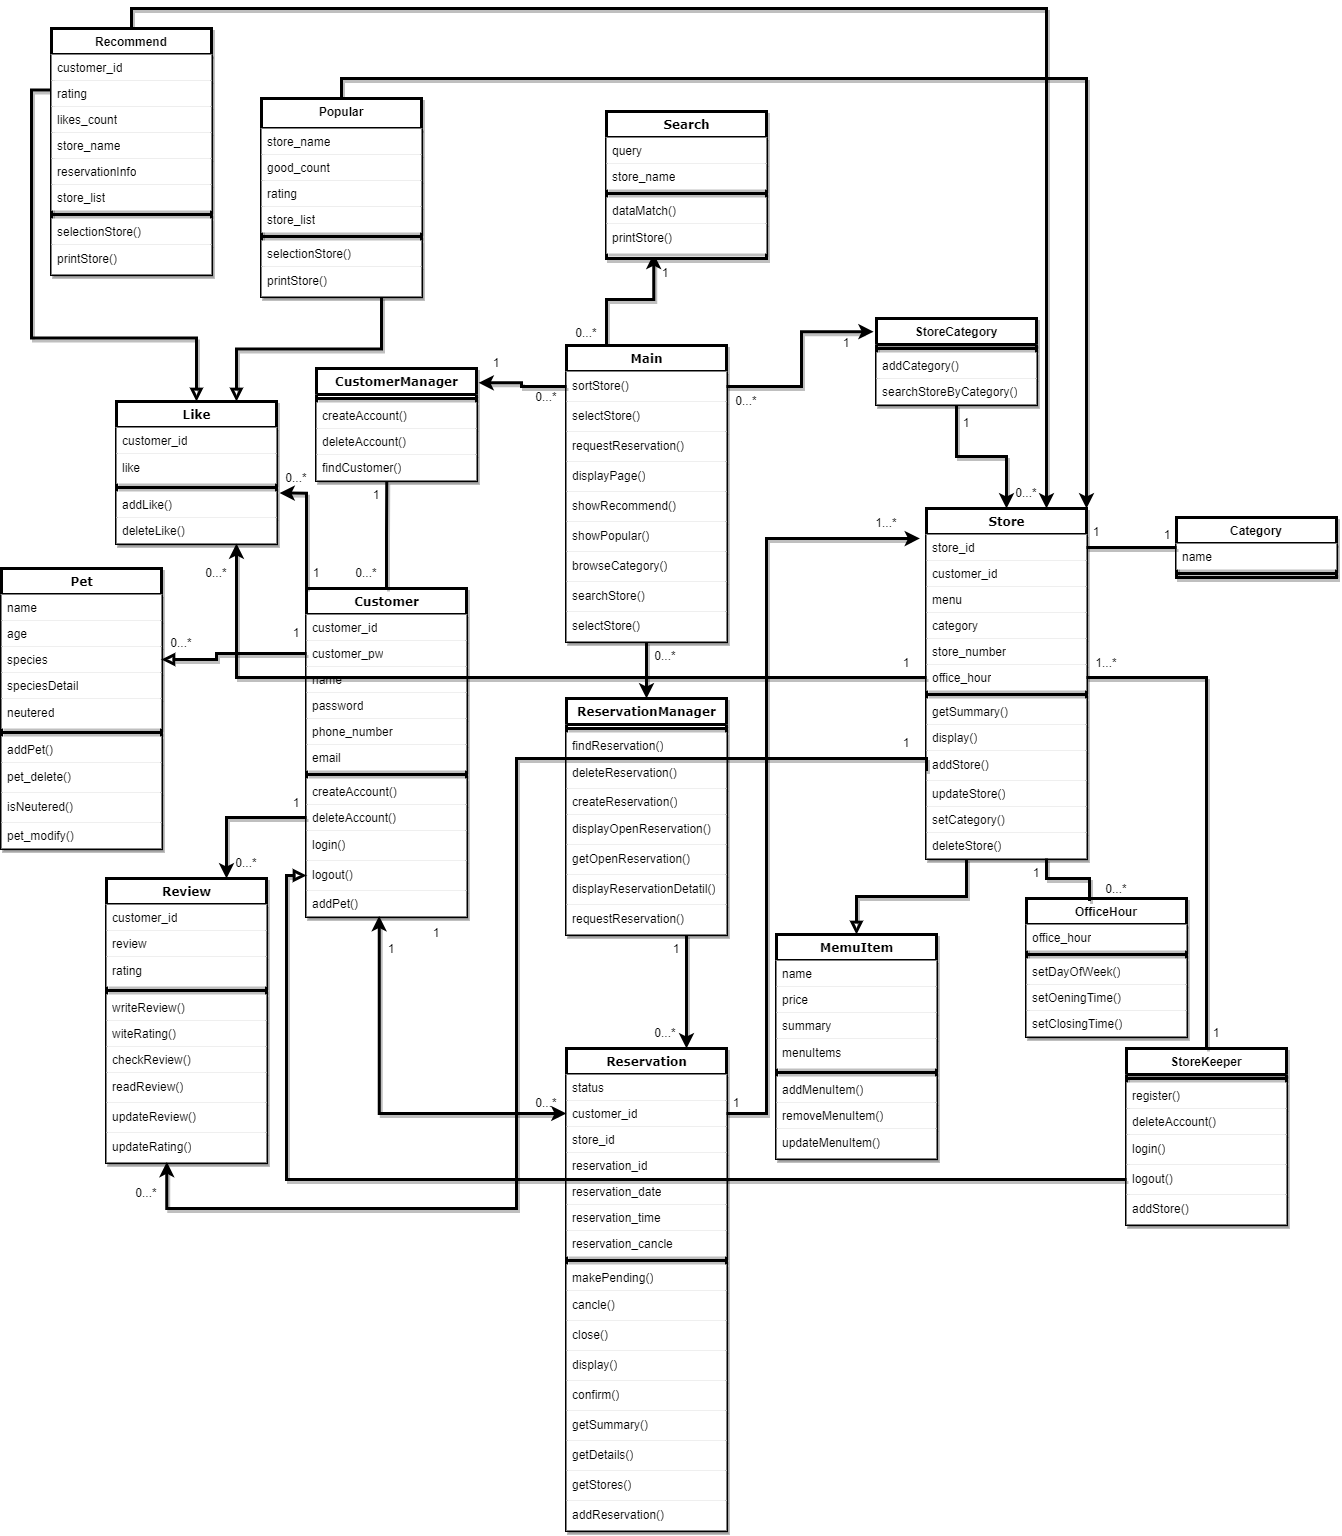 Recommend
customer_id
rating
likes_count
store_name
reservationInfo
store_list
selectionStore()
printStore()
Popular
store_name
good_count
rating
store_list
selectionStore()
printStore()
Search
query
store_name
dataMatch()
printStore()
1
0...*
Main
sortStore()
selectStore()
requestReservation()
displayPage()
showRecommend()
showPopular()
browseCategory()
searchStore()
selectStore()
0...*
1
0...*
1
0...*
StoreCategory
addCategory()
searchStoreByCategory()
1
0...*
CustomerManager
createAccount()
deleteAccount()
findCustomer()
1
0...*
Like
customer_id
like
addLike()
deleteLike()
0...*
0...*
1
Pet
name
age
species
speciesDetail
neutered
addPet()
pet_delete()
isNeutered()
pet_modify()
0...*
1
Customer
customer_id
customer_pw
name
password
phone_number
email
createAccount()
deleteAccount()
login()
logout()
addPet()
1
0...*
1
1
Review
customer_id
review
rating
writeReview()
witeRating()
checkReview()
readReview()
updateReview()
updateRating()
0...*
ReservationManager
findReservation()
deleteReservation()
createReservation()
displayOpenReservation()
getOpenReservation()
displayReservationDetatil()
requestReservation()
1
0...*
0...*
Reservation
status
customer_id
store_id
reservation_id
reservation_date
reservation_time
reservation_cancle
makePending()
cancle()
close()
display()
confirm()
getSummary()
getDetails()
getStores()
addReservation()
1
1...*
Store
store_id
customer_id
menu
category
store_number
office_hour
getSummary()
display()
addStore()
updateStore()
setCategory()
deleteStore()
1
1
1
1
1...*
Category
name
1
0...*
MemuItem
name
price
summary
menuItems
addMenuItem()
removeMenuItem()
updateMenuItem()
OfficeHour
office_hour
setDayOfWeek()
setOeningTime()
setClosingTime()
1
StoreKeeper
register()
deleteAccount()
login()
logout()
addStore()